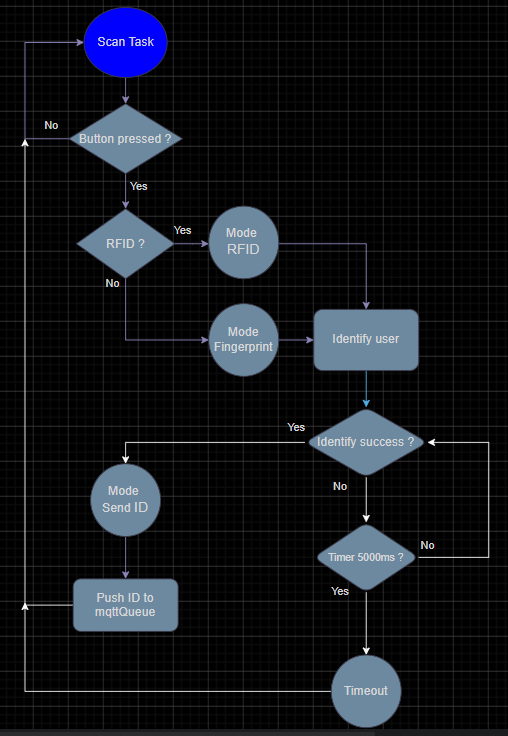 Scan Task
No
Button pressed ?
Yes
RFID ?
Yes
Mode
RFID
No
Mode
Fingerprint
Identify user
Yes
Identify success ?
No
Mode
Send ID
Timer 5000ms ?
No
Yes
Push ID to
mqttQueue
Timeout